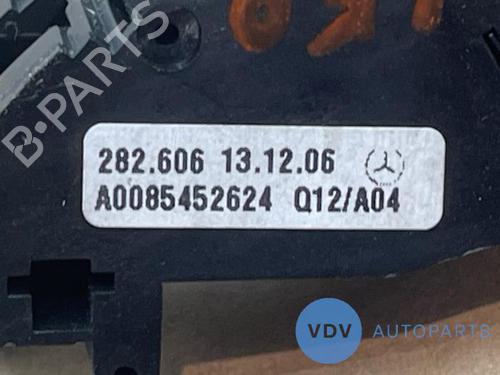 B-PARTS
282.606 13.12.06
A0085452624 Q12/A04
VDV AUTOPARTS